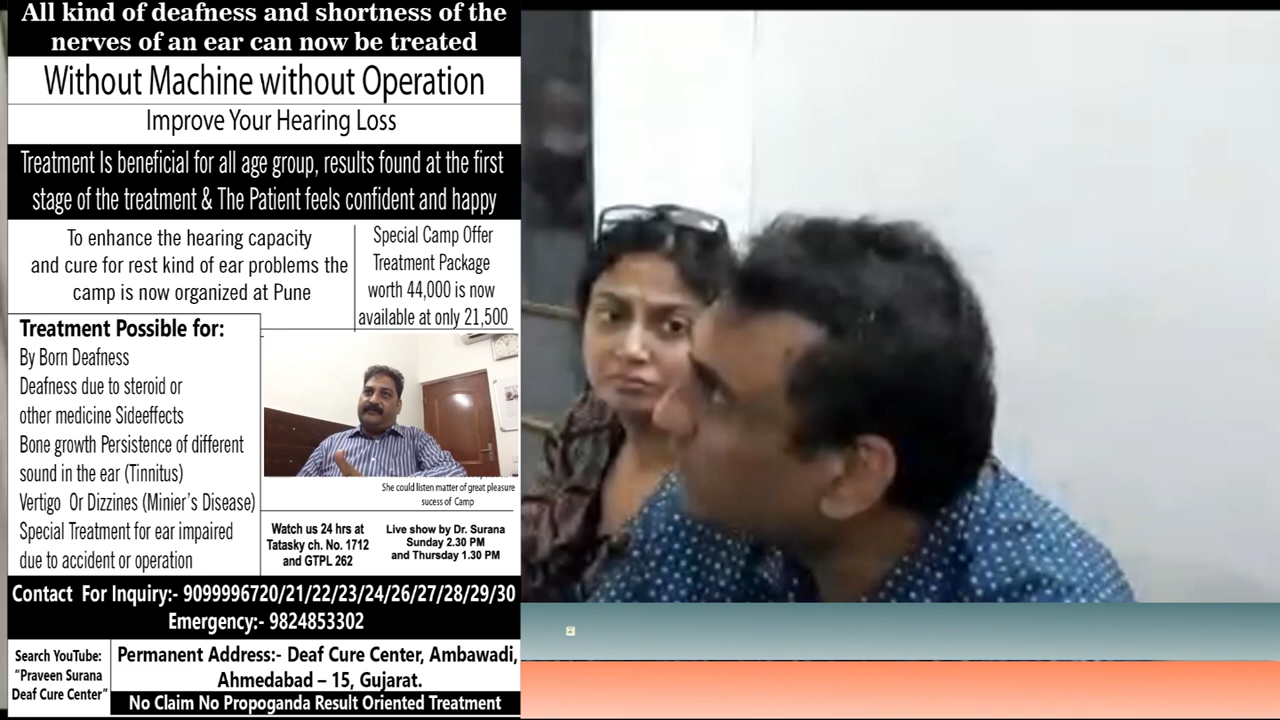 All kind of deafness and shortness of the
nerves of an ear can now be treated
Without Machine without Operation
Improve Your Hearing Loss
Treatment Is beneficial for all age group, results found at the first
stage of the treatment & The Patient feels confident and happy
To enhance the hearing capacity
and cure for rest kind of ear problems the
camp is now organized at Pune
Special Camp Offer
Treatment Package
worth 44,000 is now
available at only 21,500
Treatment Possible for:
By Born Deafness
Deafness due to steroid or
other medicine Sideeffects
Bone growth Persistence of different
sound in the ear (Tinnitus)
Vertigo Or Dizzines (Minier's Disease)
Special Treatment for ear impaired
due to accident or operation
She could listen matter of great pleasure
sucess of Camp
Watch us 24 hrs at
Tatasky ch. No. 1712
and GTPL 262
Live show by Dr. Surana
Sunday 2.30 PM
and Thursday 1.30 PM
Contact For Inquiry:- 9099996720/21/22/23/24/26/27/28/29/30
Emergency:- 9824853302
Search YouTube:
"Praveen Surana
Deaf Cure Center"
Permanent Address:- Deaf Cure Center, Ambawadi,
Ahmedabad – 15, Gujarat.
No Claim No Propoganda Result Oriented Treatment